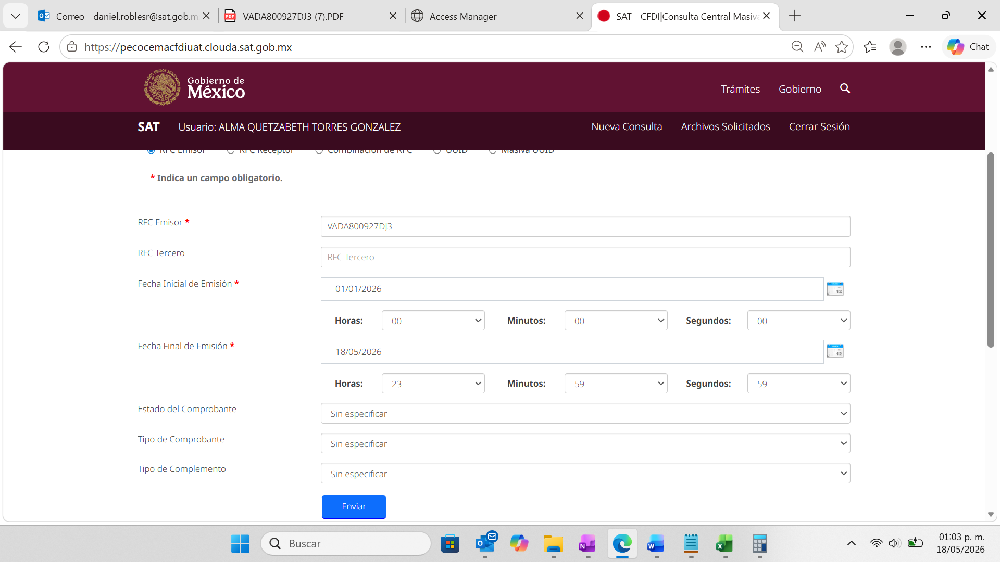 Correo - daniel.roblesr@sat.gob.m
VADA800927DJ3 (7).PDF
Access Manager
SAT - CFDI|Consulta Central Masiva
https://pecocemacfdiuat.clouda.sat.gob.mx
Chat
Gobierno de
México
Trámites
Gobierno
SAT
Usuario: ALMA QUETZABETH TORRES GONZALEZ
Nueva Consulta
Archivos Solicitados
Cerrar Sesión
RFC Emisor
RFC Receptor
Combinación de RFC
UUID
Masiva UUID
* Indica un campo obligatorio.
RFC Emisor *
VADA800927DJ3
RFC Tercero
RFC Tercero
Fecha Inicial de Emisión *
01/01/2026
Horas: 00 Minutos: 00 Segundos: 00
Fecha Final de Emisión *
18/05/2026
Horas: 23 Minutos: 59 Segundos: 59
Estado del Comprobante
Sin especificar
Tipo de Comprobante
Sin especificar
Tipo de Complemento
Sin especificar
Enviar
Buscar
01:03 p. m.
18/05/2026